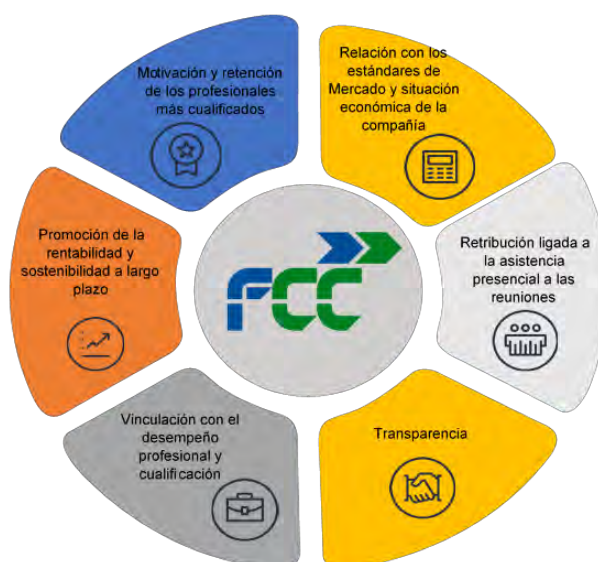 Motivación y retención
de los profesionales
más cualificados
Relación con los
estándares de
Mercado y situación
económica de la
compañía
Promoción de la
rentabilidad y
sostenibilidad a largo
plazo
FCC
Retribución ligada a
la asistencia
presencial a las
reuniones
Vinculación con el
desempeño
profesional y
cualificación
Transparencia